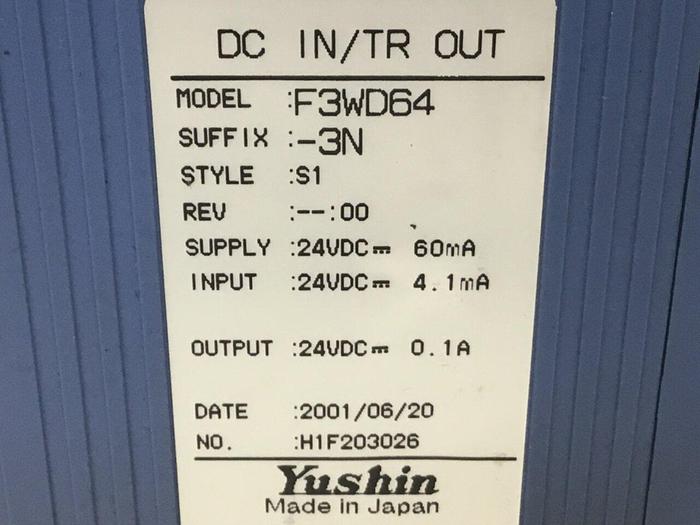 DC IN/TR OUT
MODEL :F3WD64
SUFFIX :-3N
STYLE :S1
REV :--:00
SUPPLY :24VDC⎓ 60mA
INPUT :24VDC⎓ 4.1mA
OUTPUT :24VDC⎓ 0.1A
DATE :2001/06/20
NO. :H1F203026
Yushin
Made in Japan